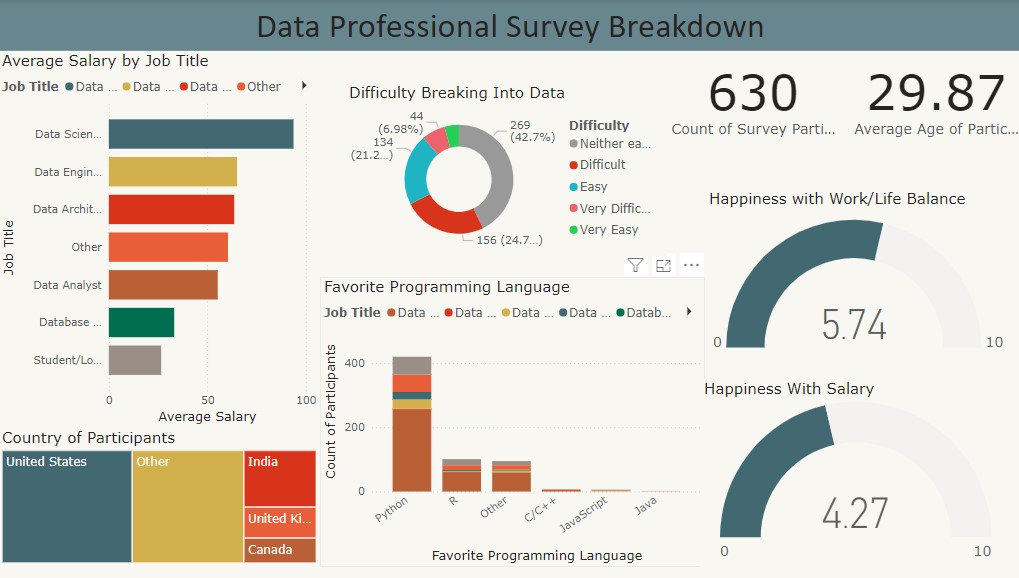 Data Professional Survey Breakdown
Average Salary by Job Title
Job Title Data ... Data ... Data ... Other
Data Scien...
Data Engin...
Data Archit...
Other
Data Analyst
Database ...
Student/Lo...
Job Title
0 50 100
Average Salary
Country of Participants
United States
Other
India
United Ki...
Canada
Difficulty Breaking Into Data
44
(6.98%)
134
(21.2...)
269
(42.7%)
156 (24.7...)
Difficulty
Neither ea...
Difficult
Easy
Very Diffic...
Very Easy
Favorite Programming Language
Job Title Data ... Data ... Data ... Data ... Datab...
Count of Participants
400
200
0
Python R Other C/C++ JavaScript Java
Favorite Programming Language
630
Count of Survey Parti...
29.87
Average Age of Partic...
Happiness with Work/Life Balance
5.74
0 10
Happiness With Salary
4.27
0 10